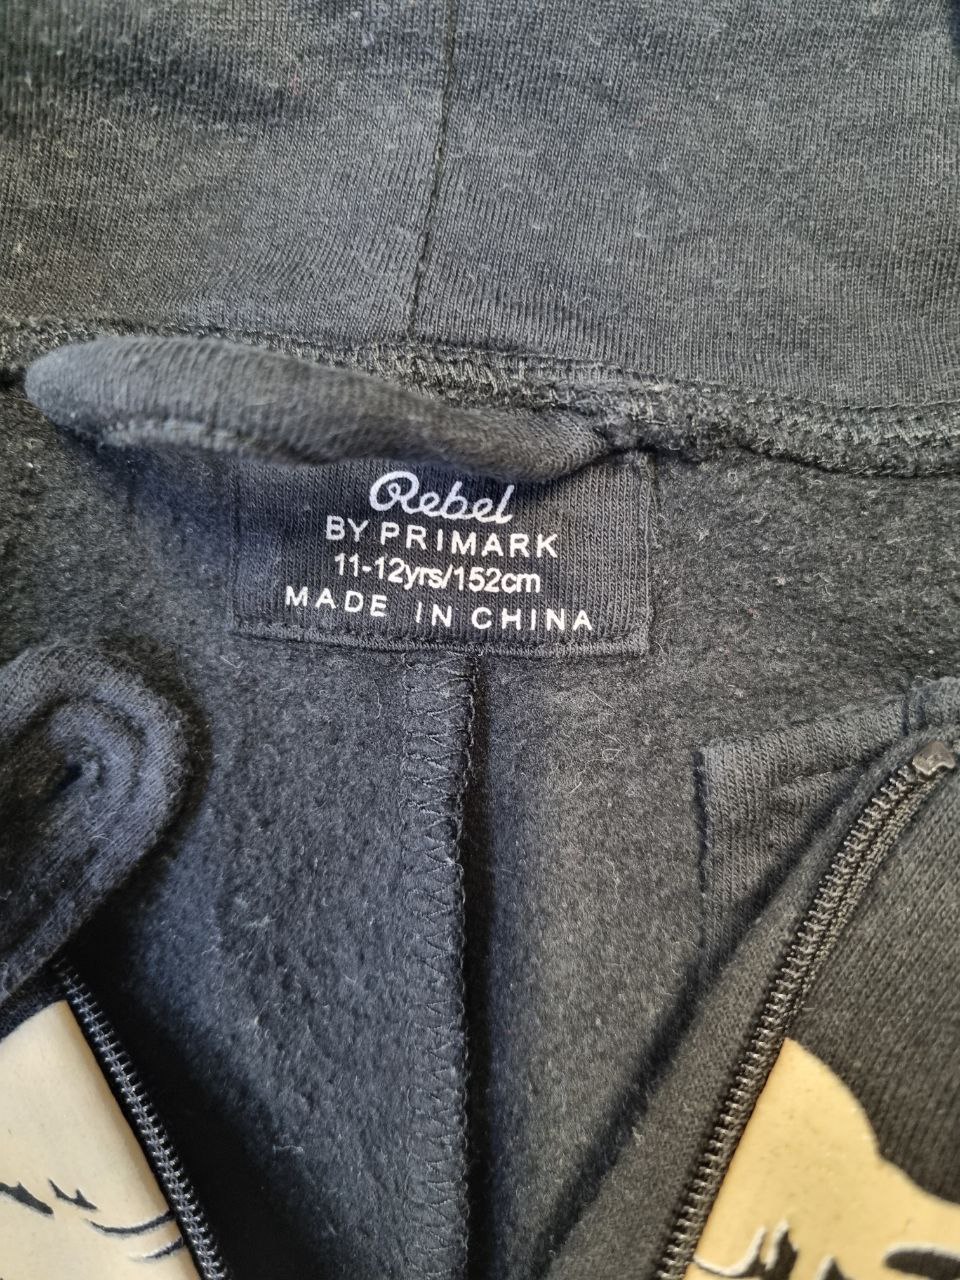 Rebel
BY PRIMARK
11-12yrs/152cm
MADE IN CHINA